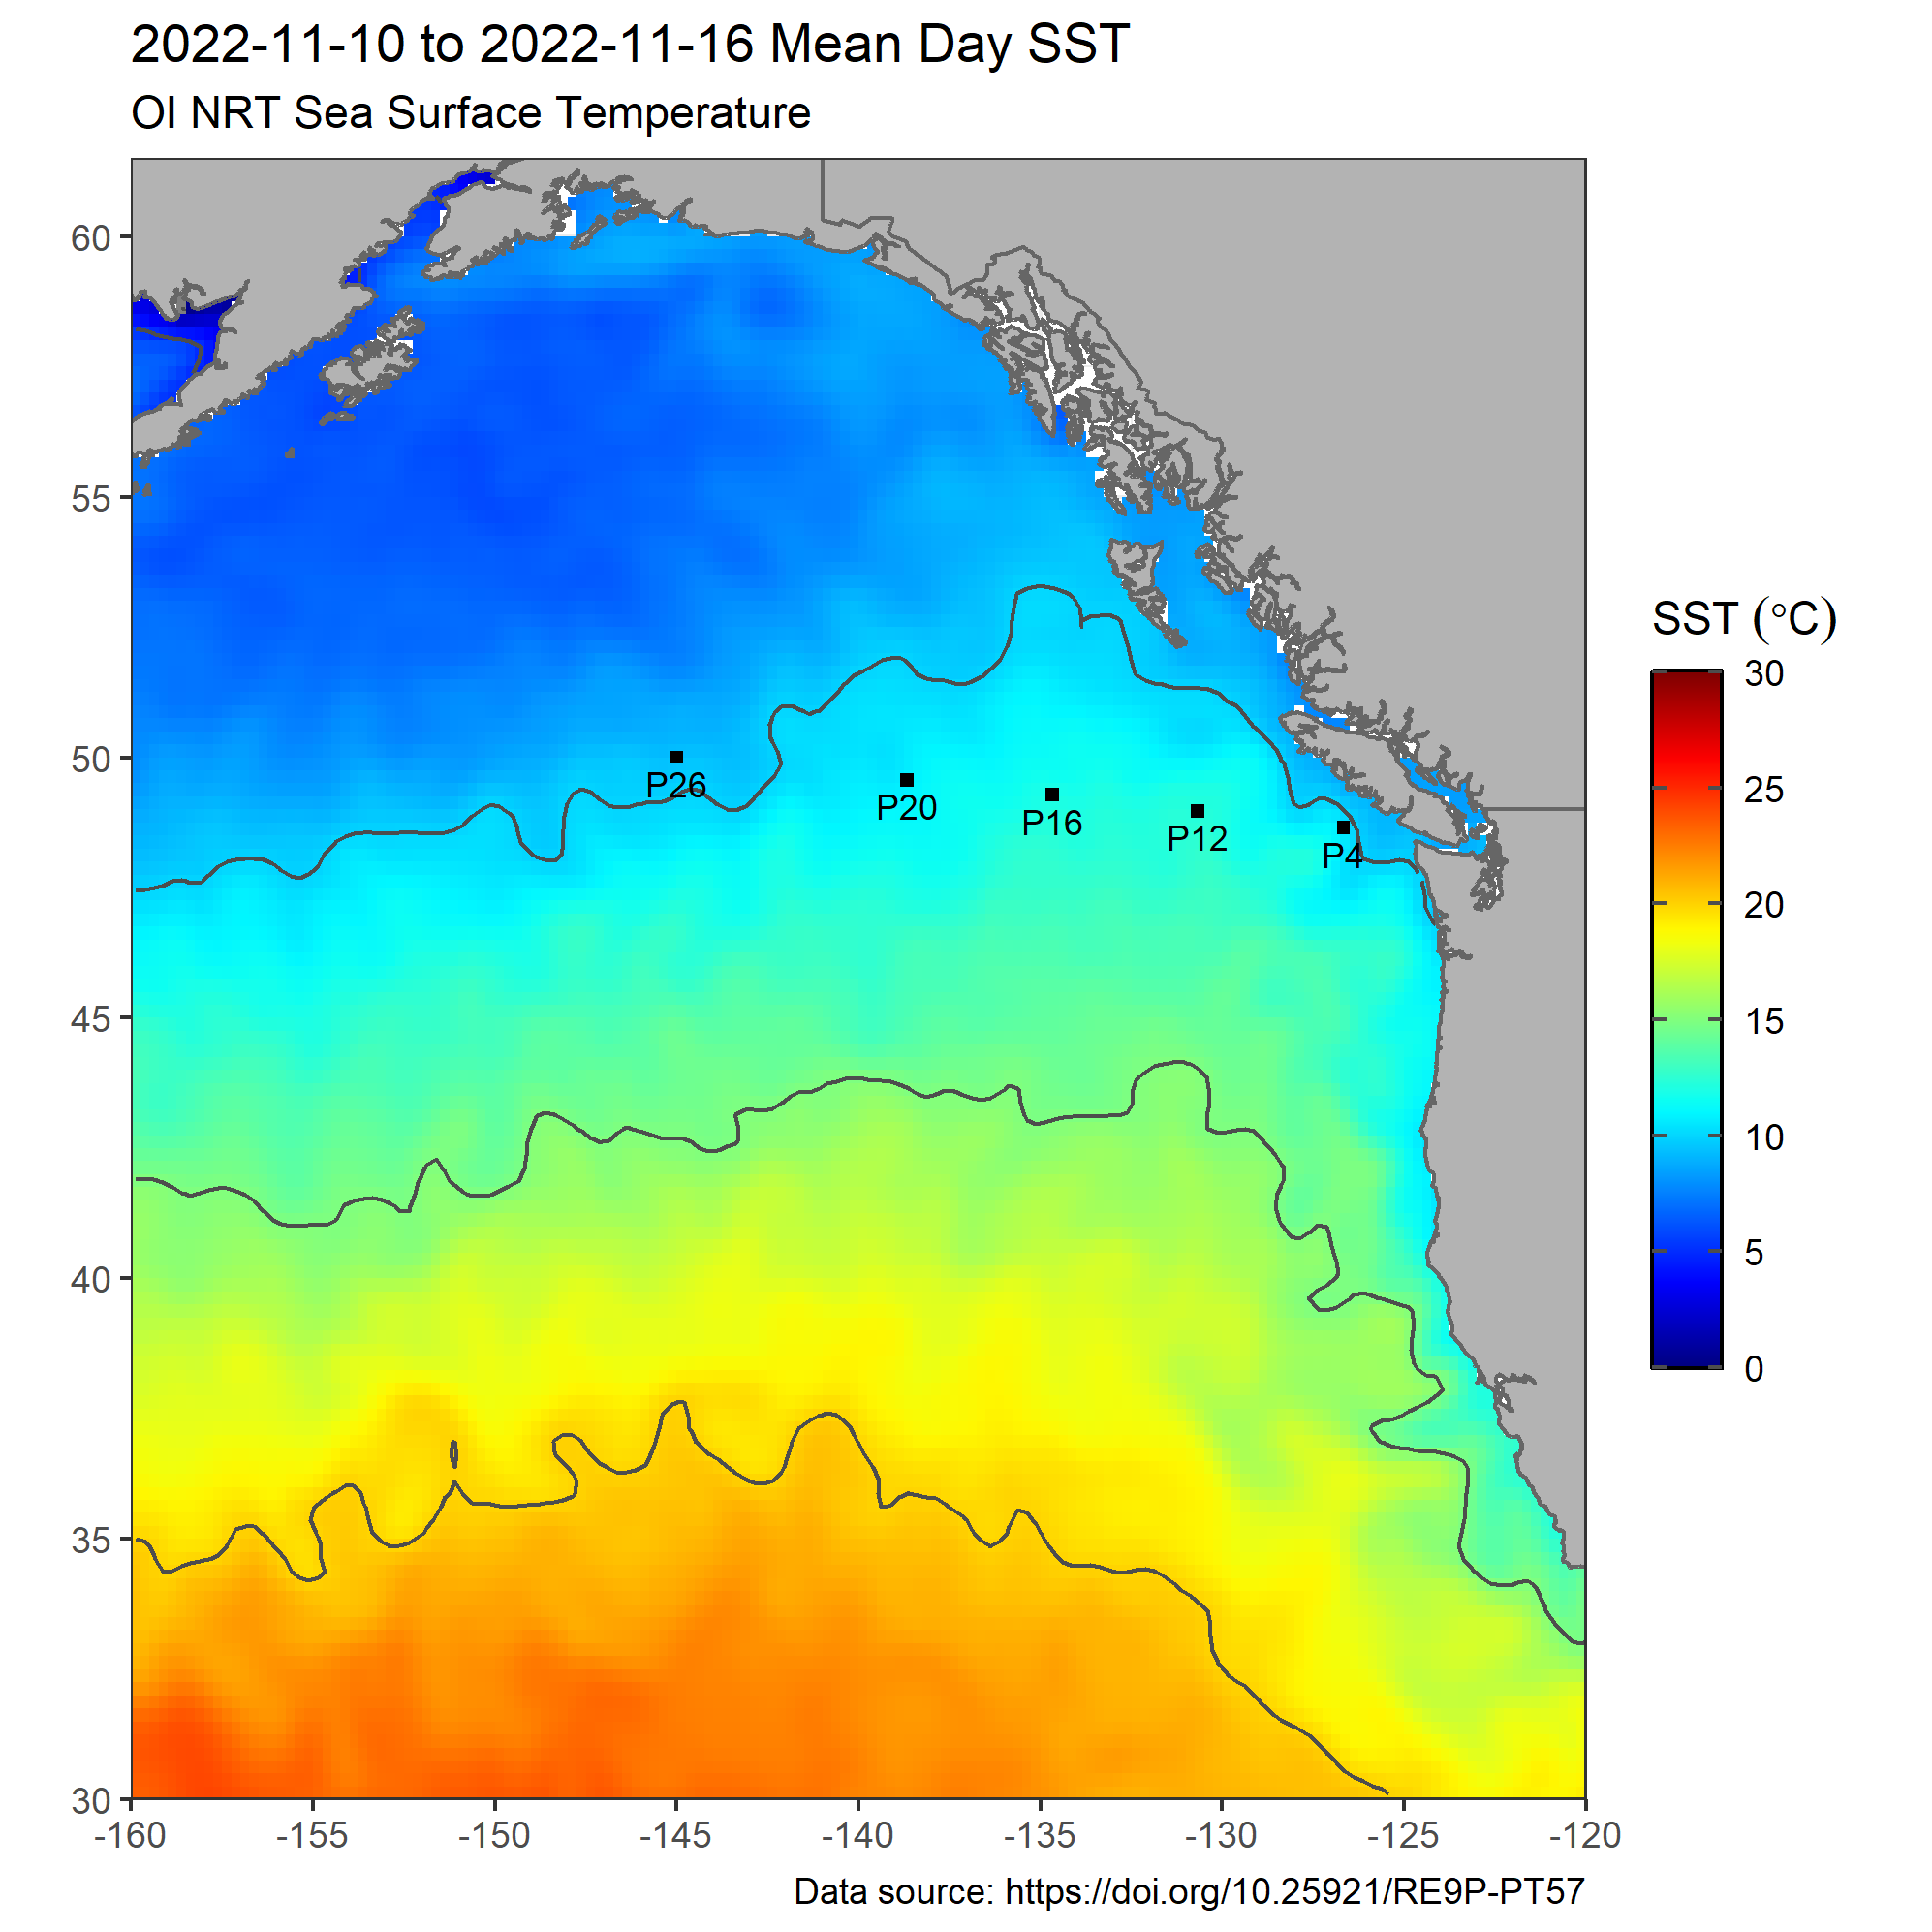 2022-11-10 to 2022-11-16 Mean Day SST
OI NRT Sea Surface Temperature
60
55
50
45
40
35
30
P26
P20
P16
P12
P4
-160
-155
-150
-145
-140
-135
-130
-125
-120
SST (°C)
30
25
20
15
10
5
0
Data source: https://doi.org/10.25921/RE9P-PT57